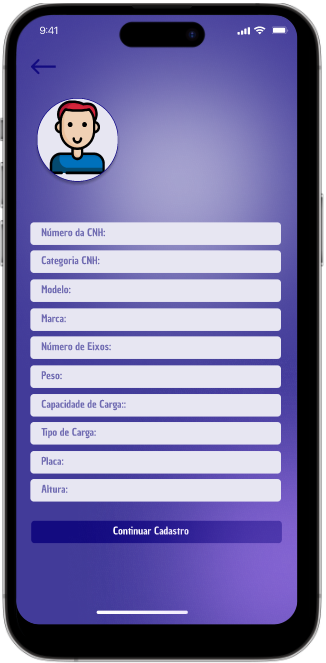 9:41
Número da CNH:
Categoria CNH:
Modelo:
Marca:
Número de Eixos:
Peso:
Capacidade de Carga::
Tipo de Carga:
Placa:
Altura:
Continuar Cadastro